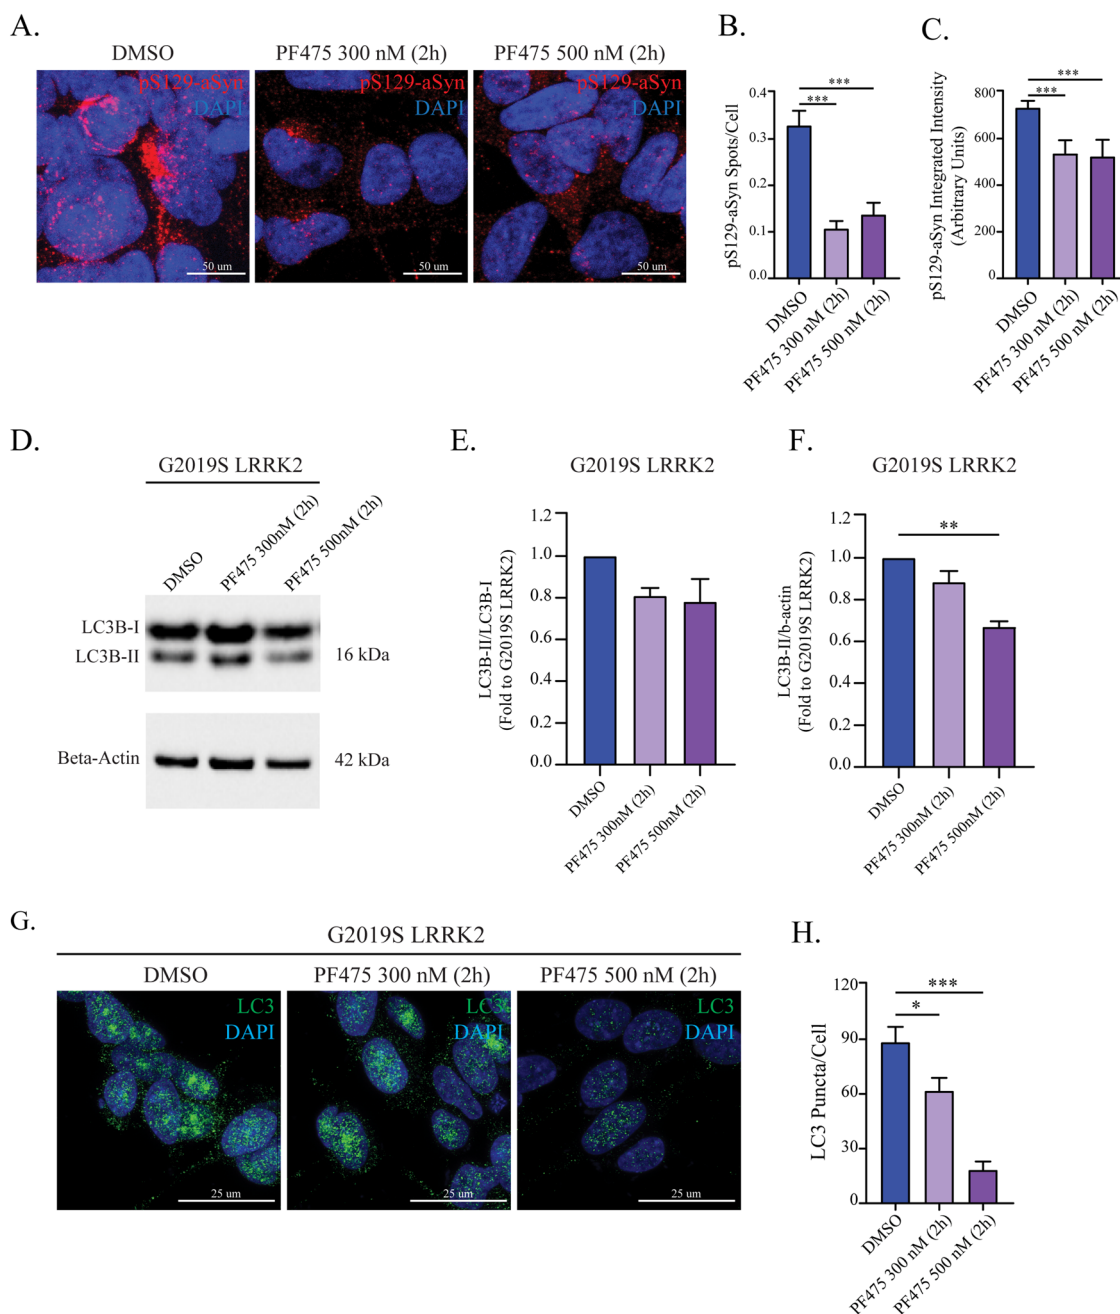 A.
DMSO
PF475 300 nM (2h)
PF475 500 nM (2h)
pS129-aSyn
DAPI
50 um
pS129-aSyn
DAPI
50 um
pS129-aSyn
DAPI
50 um
B.
pS129-aSyn Spots/Cell
0.4
0.3
0.2
0.1
0.0
***
***
DMSO
PF475 300 nM (2h)
PF475 500 nM (2h)
C.
pS129-aSyn Integrated Intensity
(Arbitrary Units)
800
600
400
200
0
***
***
DMSO
PF475 300 nM (2h)
PF475 500 nM (2h)
D.
G2019S LRRK2
DMSO
PF475 300nM (2h)
PF475 500nM (2h)
LC3B-I
LC3B-II
16 kDa
Beta-Actin
42 kDa
E.
G2019S LRRK2
LC3B-II/LC3B-I
(Fold to G2019S LRRK2)
1.2
1.0
0.8
0.6
0.4
0.2
0.0
DMSO
PF475 300nM (2h)
PF475 500nM (2h)
F.
G2019S LRRK2
LC3B-II/b-actin
(Fold to G2019S LRRK2)
1.2
1.0
0.8
0.6
0.4
0.2
0.0
**
DMSO
PF475 300nM (2h)
PF475 500nM (2h)
G.
G2019S LRRK2
DMSO
PF475 300 nM (2h)
PF475 500 nM (2h)
LC3
DAPI
25 um
LC3
DAPI
25 um
LC3
DAPI
25 um
H.
LC3 Puncta/Cell
120
90
60
30
0
***
*
DMSO
PF475 300 nM (2h)
PF475 500 nM (2h)